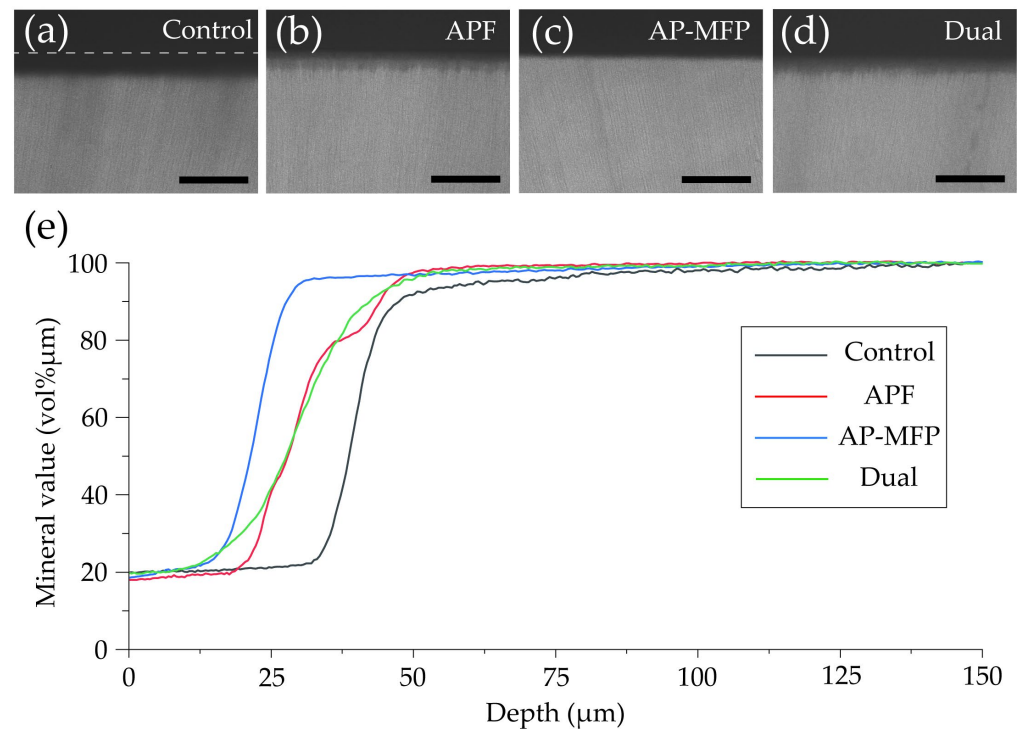 (a) Control
(b) APF
(c) AP-MFP
(d) Dual
(e)
Mineral value (vol%μm)
100
80
60
40
20
0
0 25 50 75 100 125 150
Depth (μm)
Control
APF
AP-MFP
Dual